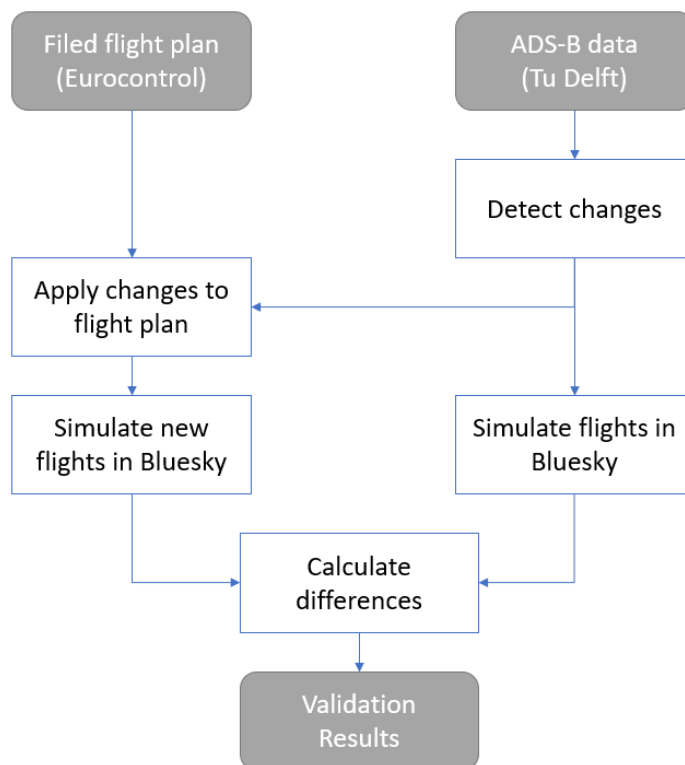 Filed flight plan
(Eurocontrol)
ADS-B data
(Tu Delft)
Detect changes
Apply changes to
flight plan
Simulate new
flights in Bluesky
Simulate flights in
Bluesky
Calculate
differences
Validation
Results